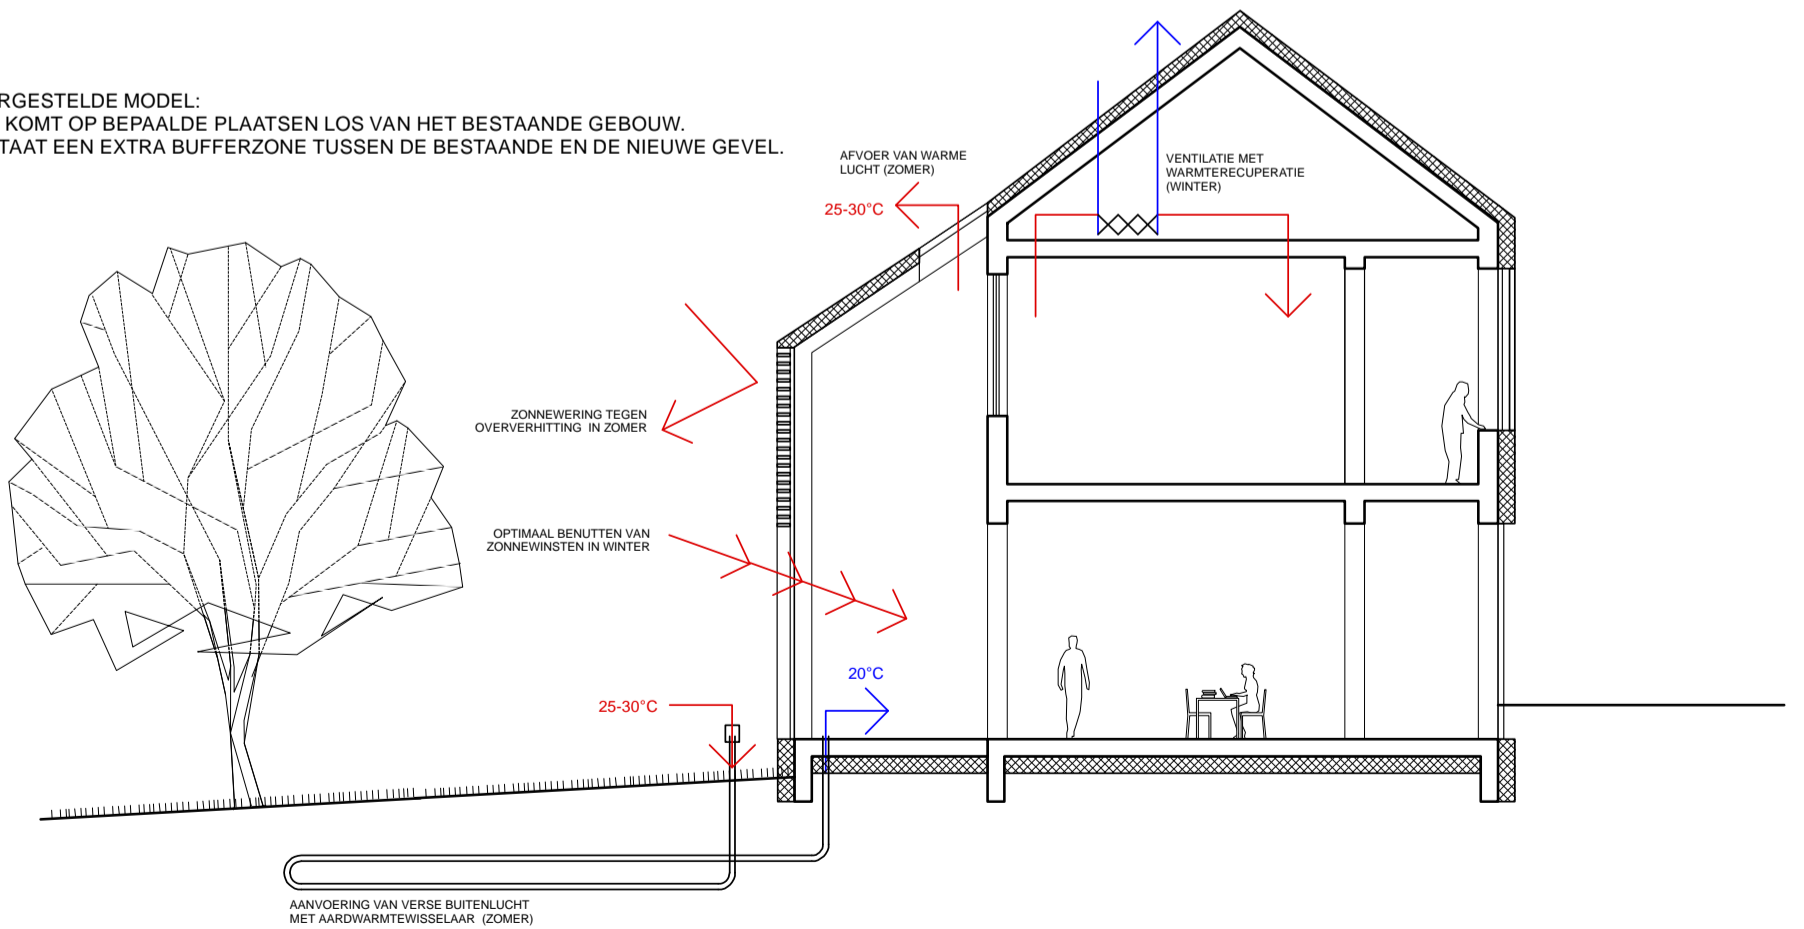 RGESTELDE MODEL:
KOMT OP BEPAALDE PLAATSEN LOS VAN HET BESTAANDE GEBOUW.
TAAT EEN EXTRA BUFFERZONE TUSSEN DE BESTAANDE EN DE NIEUWE GEVEL.
AFVOER VAN WARME
LUCHT (ZOMER)
25-30°C
VENTILATIE MET
WARMTERECUPERATIE
(WINTER)
ZONNEWERING TEGEN
OVERVERHITTING IN ZOMER
OPTIMAAL BENUTTEN VAN
ZONNEWINSTEN IN WINTER
20°C
25-30°C
AANVOERING VAN VERSE BUITENLUCHT
MET AARDWARMTEWISSELAAR (ZOMER)